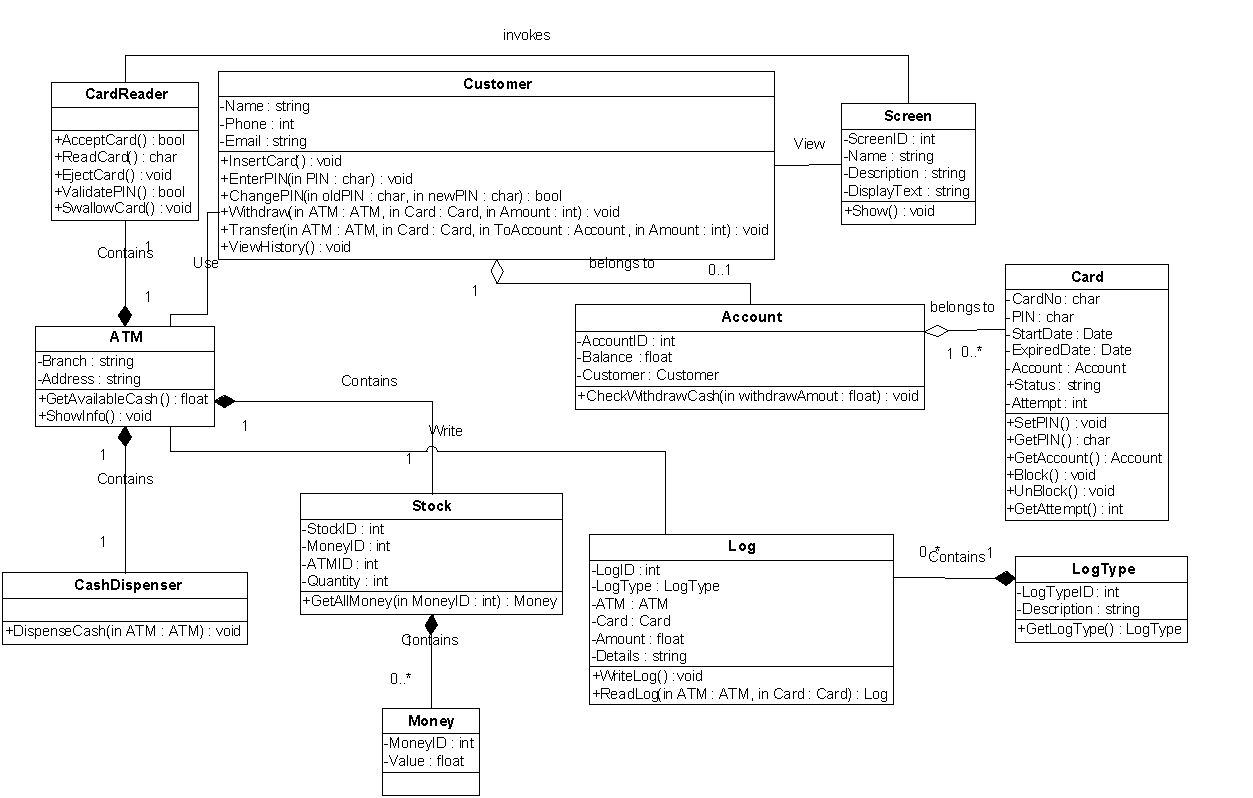 invokes
CardReader
+AcceptCard() : bool
+ReadCard() : char
+EjectCard() : void
+ValidatePIN() : bool
+SwallowCard() : void
Customer
-Name : string
-Phone : int
-Email : string
+InsertCard() : void
+EnterPIN(in PIN : char) : void
+ChangePIN(in oldPIN : char, in newPIN : char) : bool
+Withdraw(in ATM : ATM, in Card : Card, in Amount : int) : void
+Transfer(in ATM : ATM, in Card : Card, in ToAccount : Account, in Amount : int) : void
+ViewHistory() : void
View
Screen
-ScreenID : int
-Name : string
-Description : string
-DisplayText : string
+Show() : void
1
Contains
1
Use
belongs to
0..1
1
ATM
-Branch : string
-Address : string
+GetAvailableCash() : float
+ShowInfo() : void
Account
-AccountID : int
-Balance : float
-Customer : Customer
+CheckWithdrawCash(in withdrawAmout : float) : void
belongs to
1
0..*
Card
-CardNo : char
-PIN : char
-StartDate : Date
-ExpiredDate : Date
-Account : Account
+Status : string
-Attempt : int
+SetPIN() : void
+GetPIN() : char
+GetAccount() : Account
+Block() : void
+UnBlock() : void
+GetAttempt() : int
Contains
1
1
Write
1
Contains
1
CashDispenser
+DispenseCash(in ATM : ATM) : void
Stock
-StockID : int
-MoneyID : int
-ATMID : int
-Quantity : int
+GetAllMoney(in MoneyID : int) : Money
1
Contains
0..*
Money
-MoneyID : int
-Value : float
Log
-LogID : int
-LogType : LogType
-ATM : ATM
-Card : Card
-Amount : float
-Details : string
+WriteLog() : void
+ReadLog(in ATM : ATM, in Card : Card) : Log
0..*
Contains
1
LogType
-LogTypeID : int
-Description : string
+GetLogType() : LogType